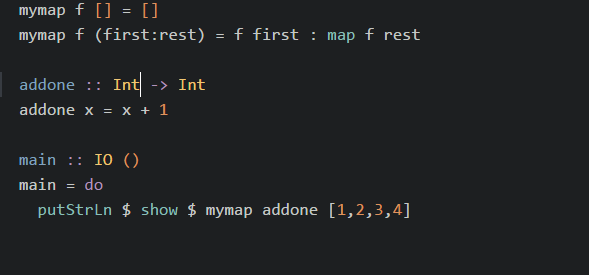 mymap f [] = []
mymap f (first:rest) = f first : map f rest
addone :: Int -> Int
addone x = x + 1
main :: IO ()
main = do
putStrLn $ show $ mymap addone [1,2,3,4]